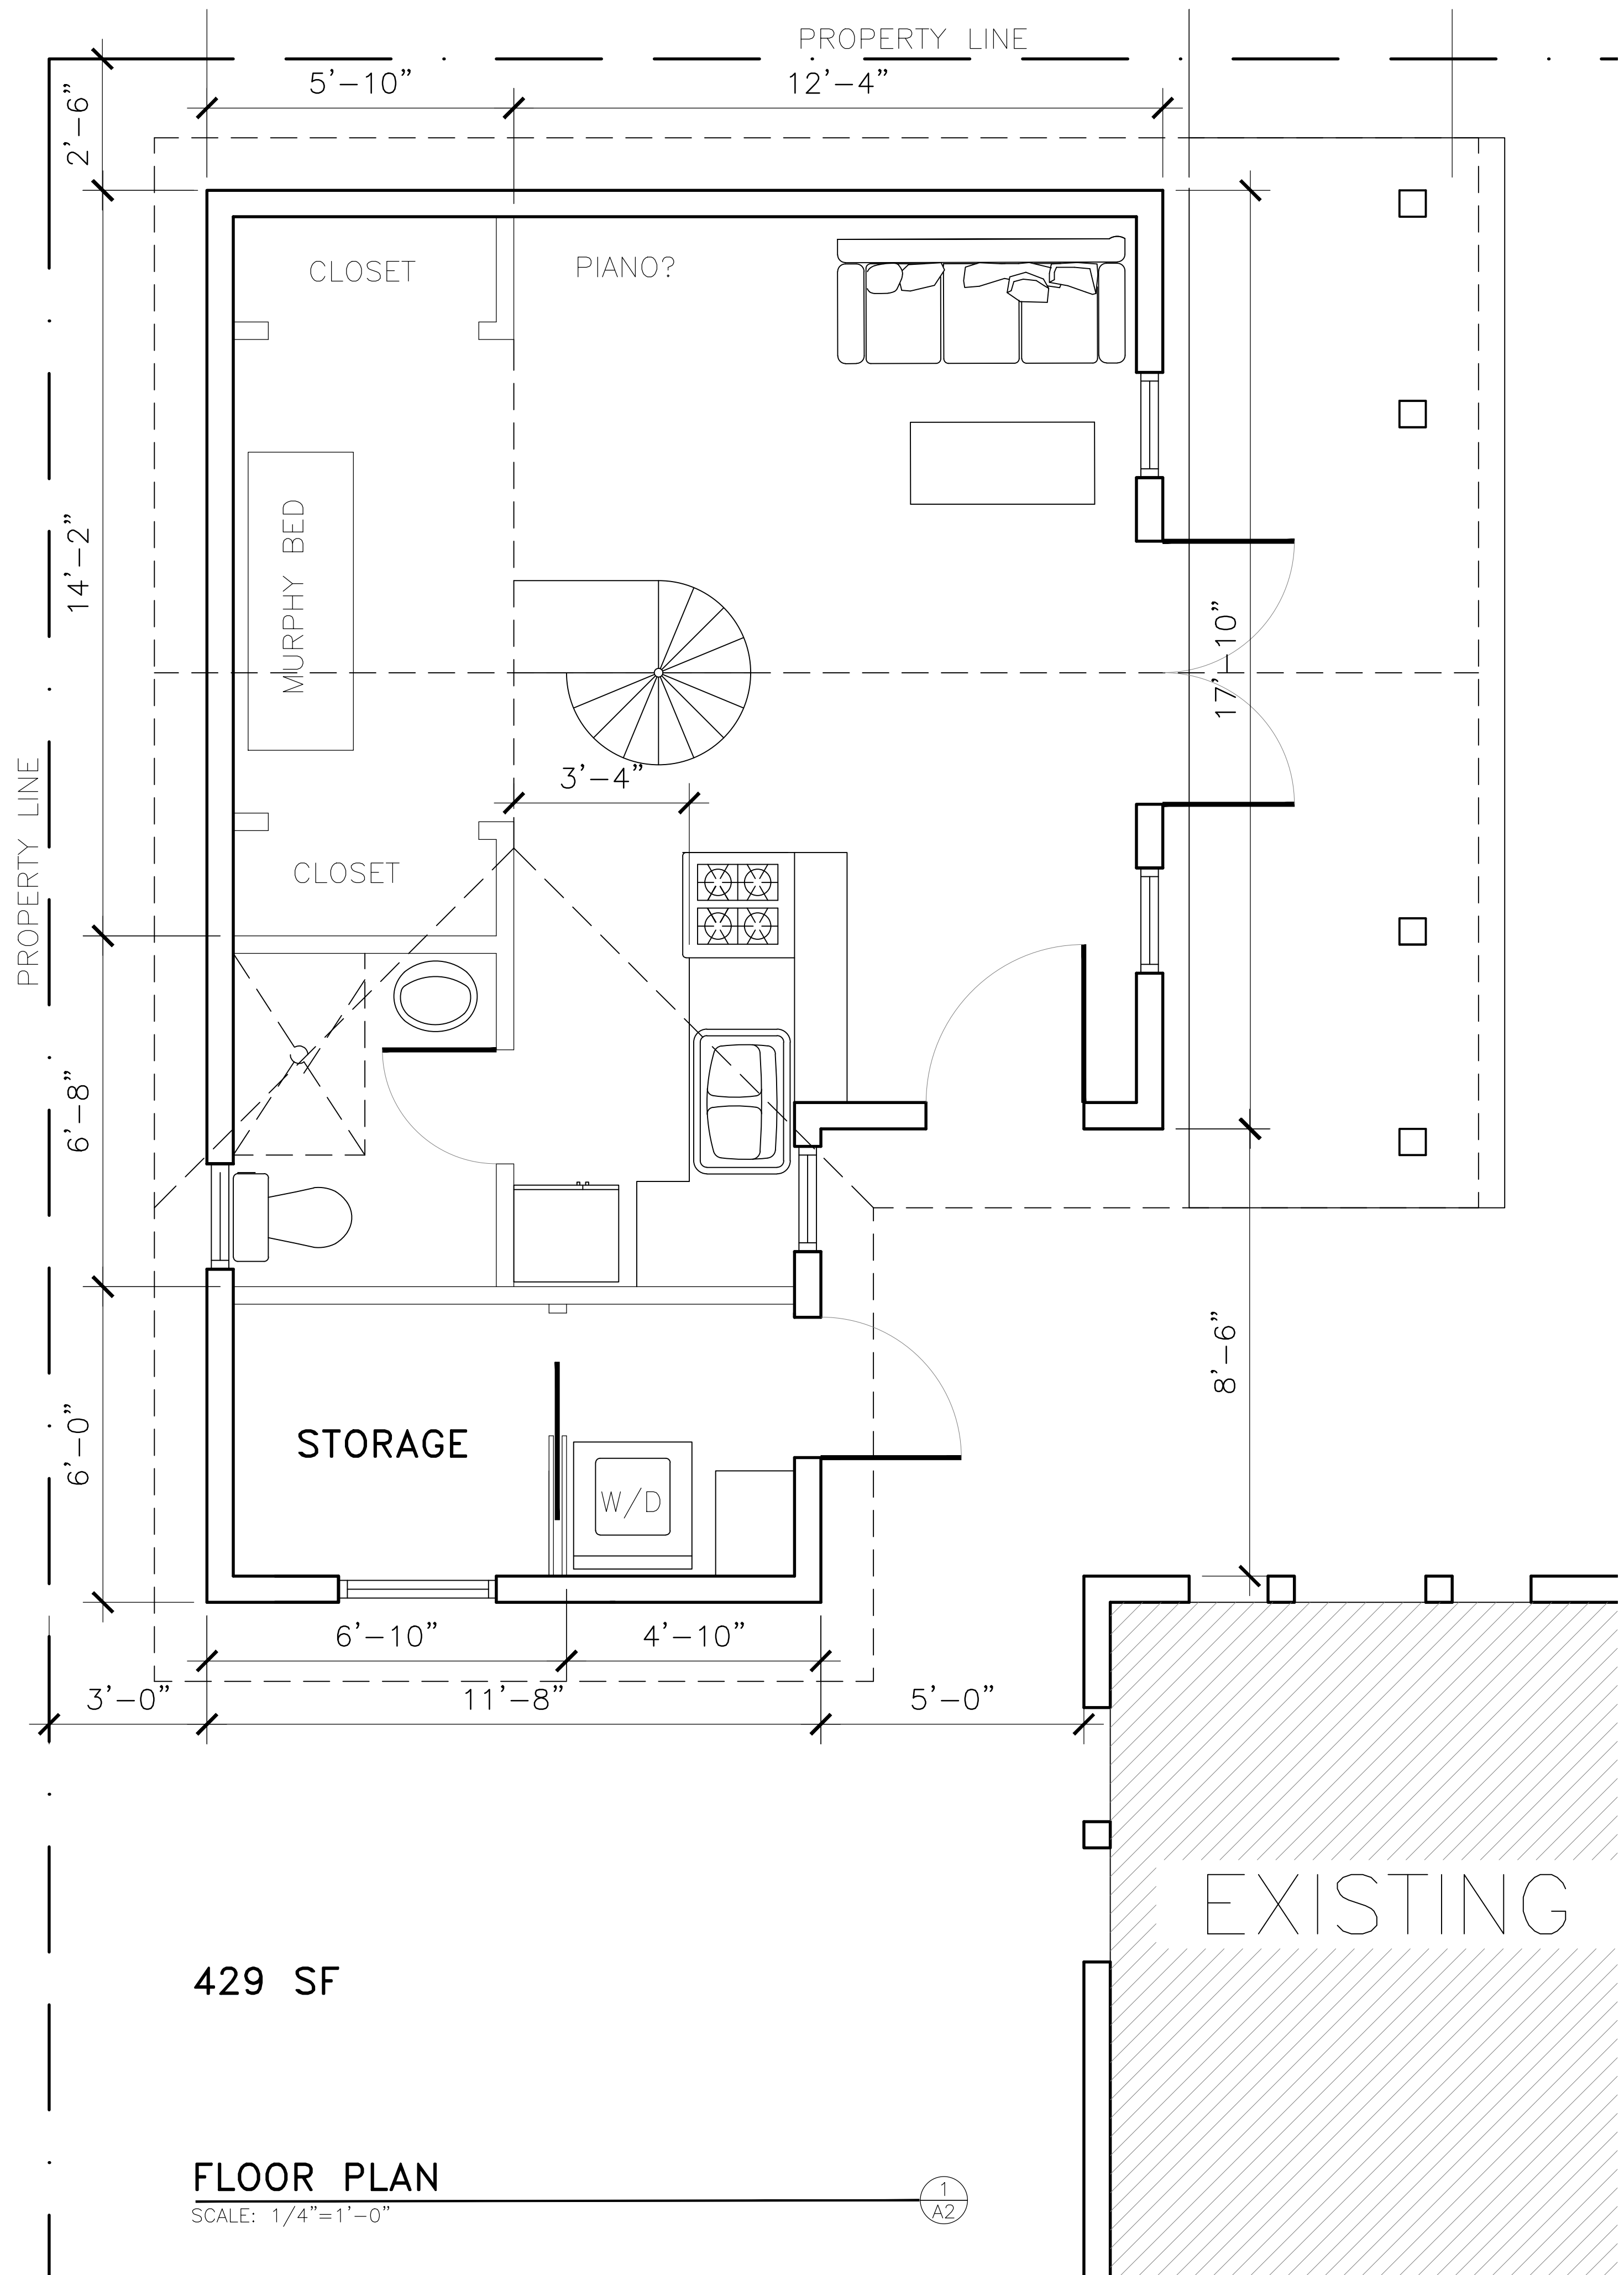 PROPERTY LINE
5'-10"
12'-4"
2'-6"
CLOSET
PIANO?
14'-2"
MURPHY BED
17'-10"
3'-4"
PROPERTY LINE
CLOSET
6'-8"
8'-6"
6'-0"
STORAGE
W/D
6'-10"
4'-10"
3'-0"
11'-8"
5'-0"
EXISTING
429 SF
FLOOR PLAN
SCALE: 1/4"=1'-0"
1
A2